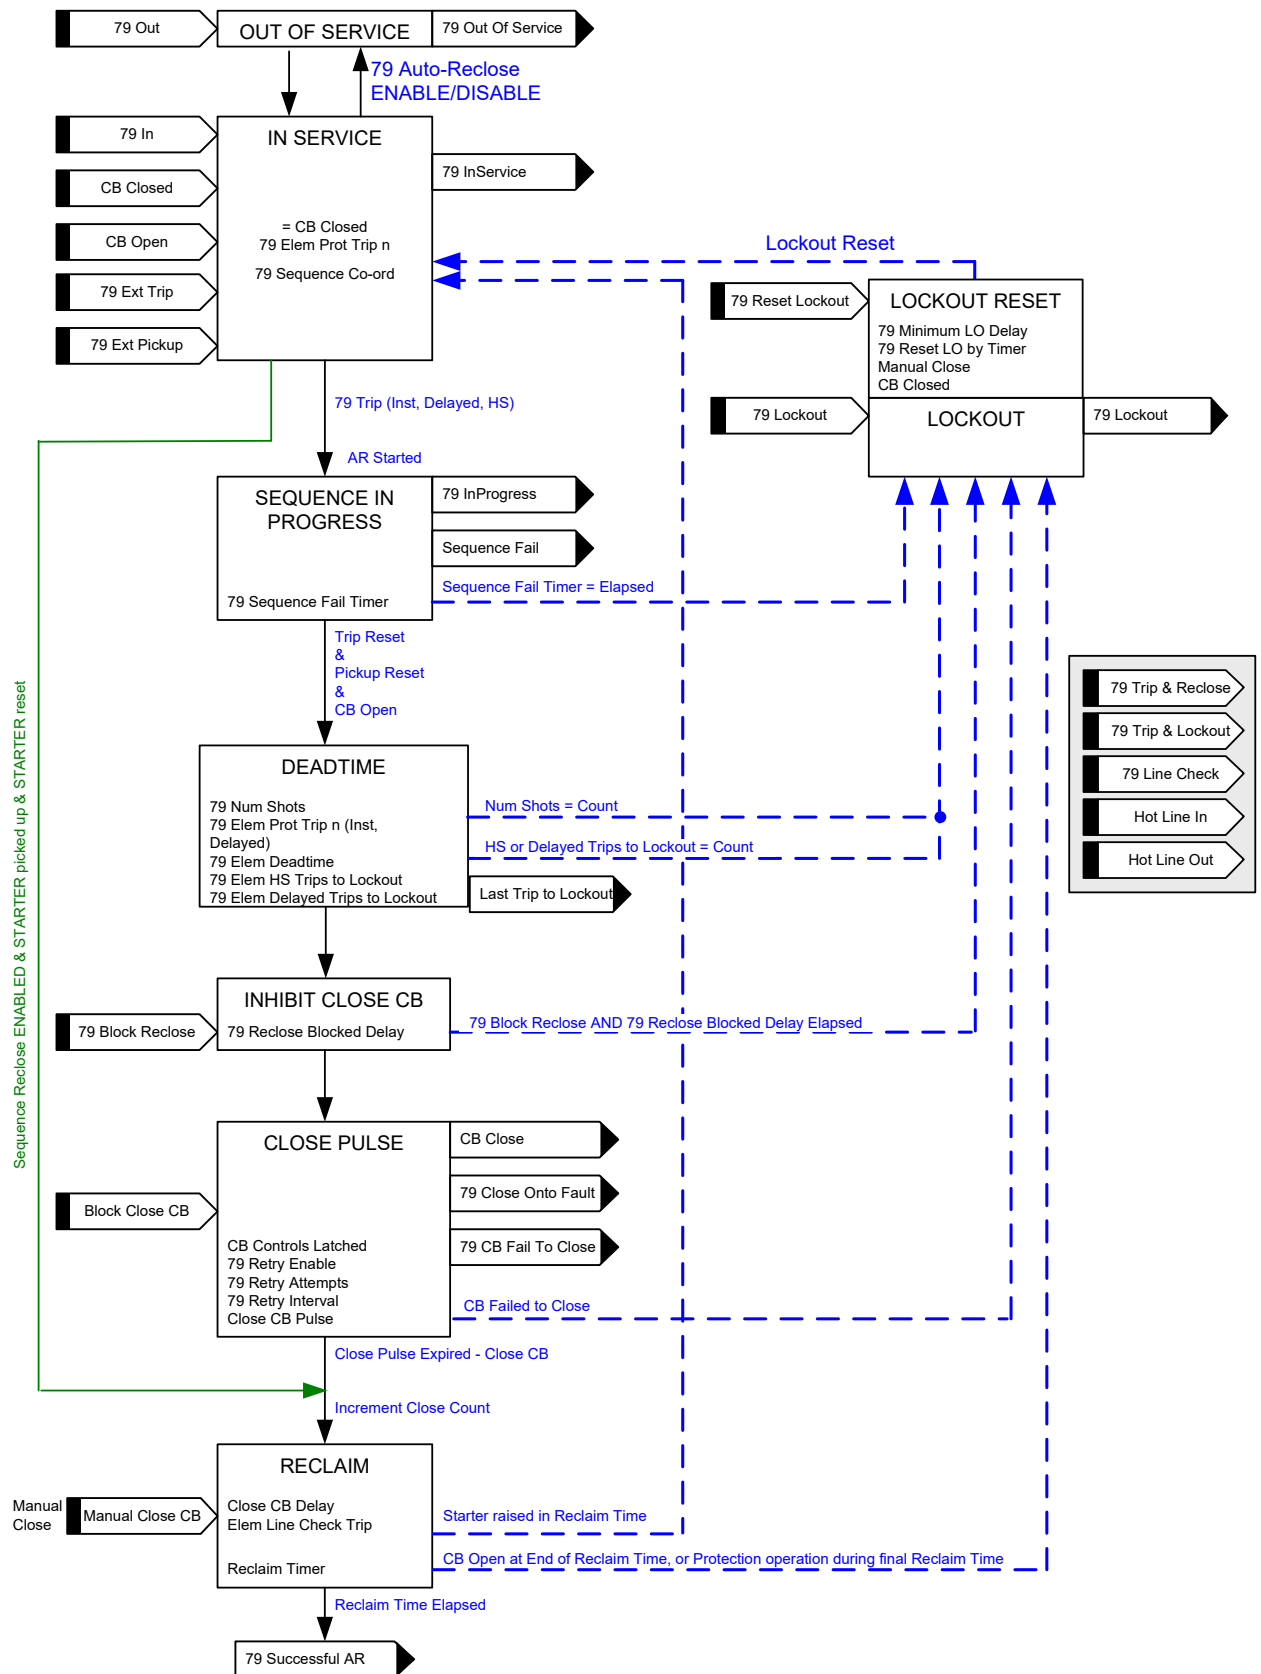 79 Out
OUT OF SERVICE
79 Out Of Service
79 Auto-Reclose
ENABLE/DISABLE
79 In
CB Closed
CB Open
79 Ext Trip
79 Ext Pickup
IN SERVICE
= CB Closed
79 Elem Prot Trip n
79 Sequence Co-ord
79 InService
Lockout Reset
79 Reset Lockout
LOCKOUT RESET
79 Minimum LO Delay
79 Reset LO by Timer
Manual Close
CB Closed
79 Lockout
LOCKOUT
79 Lockout
79 Trip (Inst, Delayed, HS)
AR Started
SEQUENCE IN
PROGRESS
79 Sequence Fail Timer
79 InProgress
Sequence Fail
Sequence Fail Timer = Elapsed
Trip Reset
&
Pickup Reset
&
CB Open
Sequence Reclose ENABLED & STARTER picked up & STARTER reset
79 Trip & Reclose
79 Trip & Lockout
79 Line Check
Hot Line In
Hot Line Out
DEADTIME
79 Num Shots
79 Elem Prot Trip n (Inst,
Delayed)
79 Elem Deadtime
79 Elem HS Trips to Lockout
79 Elem Delayed Trips to Lockout
Num Shots = Count
HS or Delayed Trips to Lockout = Count
Last Trip to Lockout
79 Block Reclose
INHIBIT CLOSE CB
79 Reclose Blocked Delay
79 Block Reclose AND 79 Reclose Blocked Delay Elapsed
Block Close CB
CLOSE PULSE
CB Controls Latched
79 Retry Enable
79 Retry Attempts
79 Retry Interval
Close CB Pulse
CB Close
79 Close Onto Fault
79 CB Fail To Close
CB Failed to Close
Close Pulse Expired - Close CB
Increment Close Count
Manual
Close
Manual Close CB
RECLAIM
Close CB Delay
Elem Line Check Trip
Reclaim Timer
Starter raised in Reclaim Time
CB Open at End of Reclaim Time, or Protection operation during final Reclaim Time
Reclaim Time Elapsed
79 Successful AR